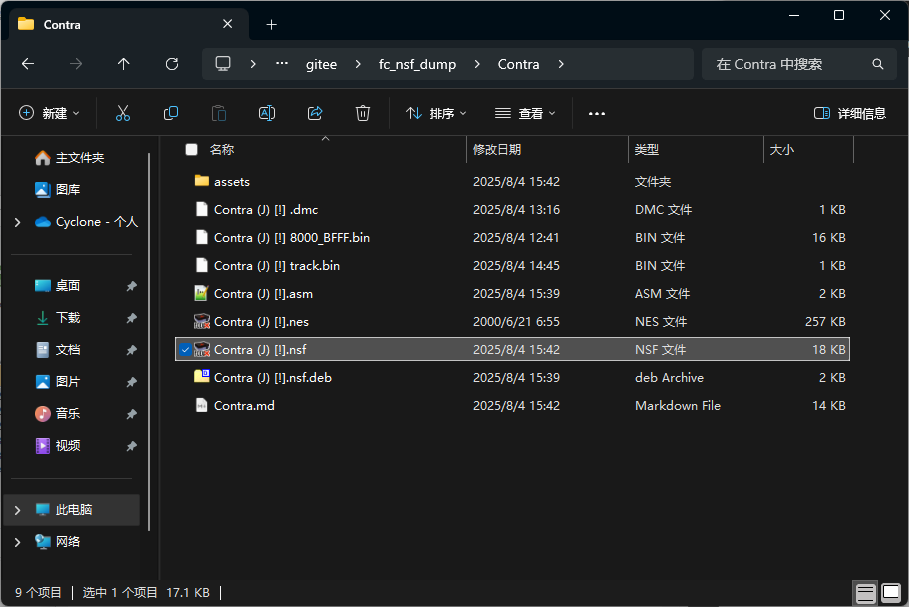 Contra
gitee > fc_nsf_dump > Contra >
在 Contra 中搜索
新建
排序
查看
详细信息
名称 修改日期 类型 大小
主文件夹
图库
Cyclone - 个人
桌面
下载
文档
图片
音乐
视频
此电脑
网络
assets 2025/8/4 15:42 文件夹
Contra (J) [!] .dmc 2025/8/4 13:16 DMC 文件 1 KB
Contra (J) [!] 8000_BFFF.bin 2025/8/4 12:41 BIN 文件 16 KB
Contra (J) [!] track.bin 2025/8/4 14:45 BIN 文件 1 KB
Contra (J) [!].asm 2025/8/4 15:39 ASM 文件 2 KB
Contra (J) [!].nes 2000/6/21 6:55 NES 文件 257 KB
Contra (J) [!].nsf 2025/8/4 15:42 NSF 文件 18 KB
Contra (J) [!].nsf.deb 2025/8/4 15:39 deb Archive 2 KB
Contra.md 2025/8/4 15:42 Markdown File 14 KB
9 个项目 选中 1 个项目 17.1 KB